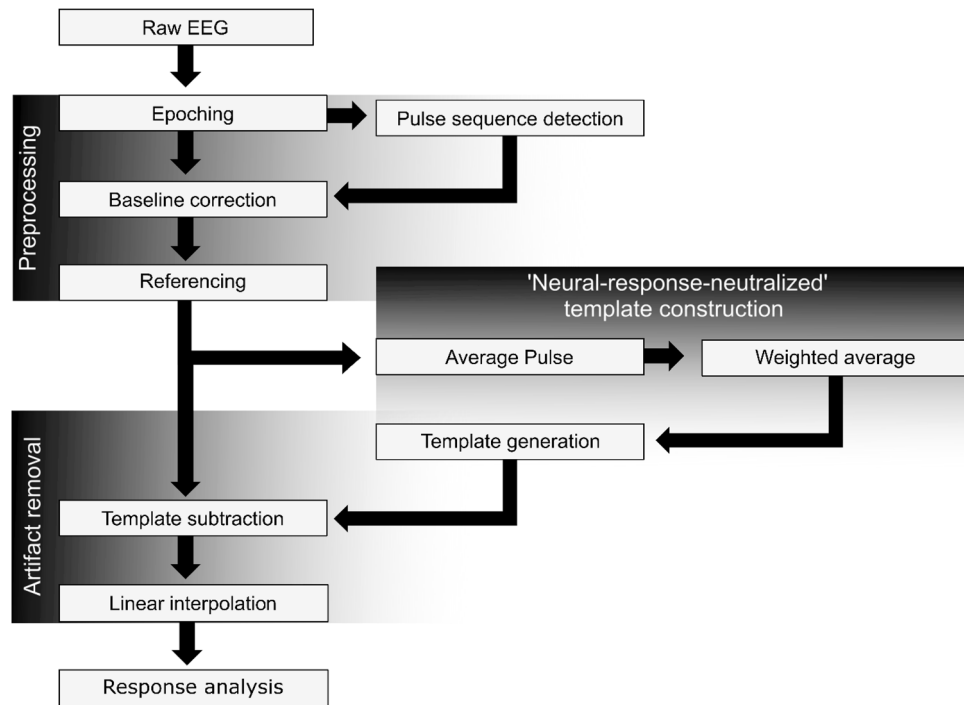 Raw EEG
Preprocessing
Epoching
Pulse sequence detection
Baseline correction
Referencing
'Neural-response-neutralized'
template construction
Average Pulse
Weighted average
Template generation
Artifact removal
Template subtraction
Linear interpolation
Response analysis